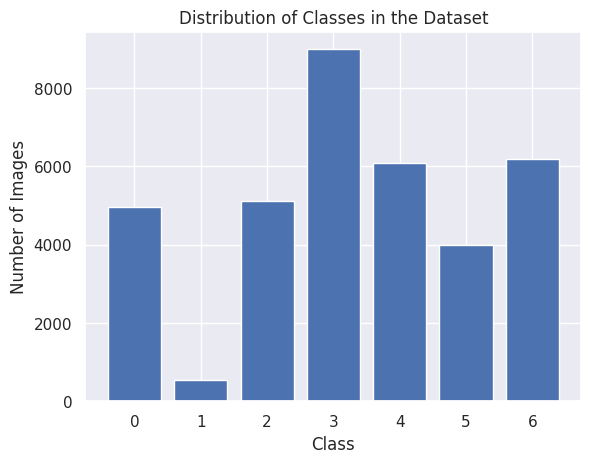 Distribution of Classes in the Dataset
8000
6000
4000
2000
0
Number of Images
0 1 2 3 4 5 6
Class